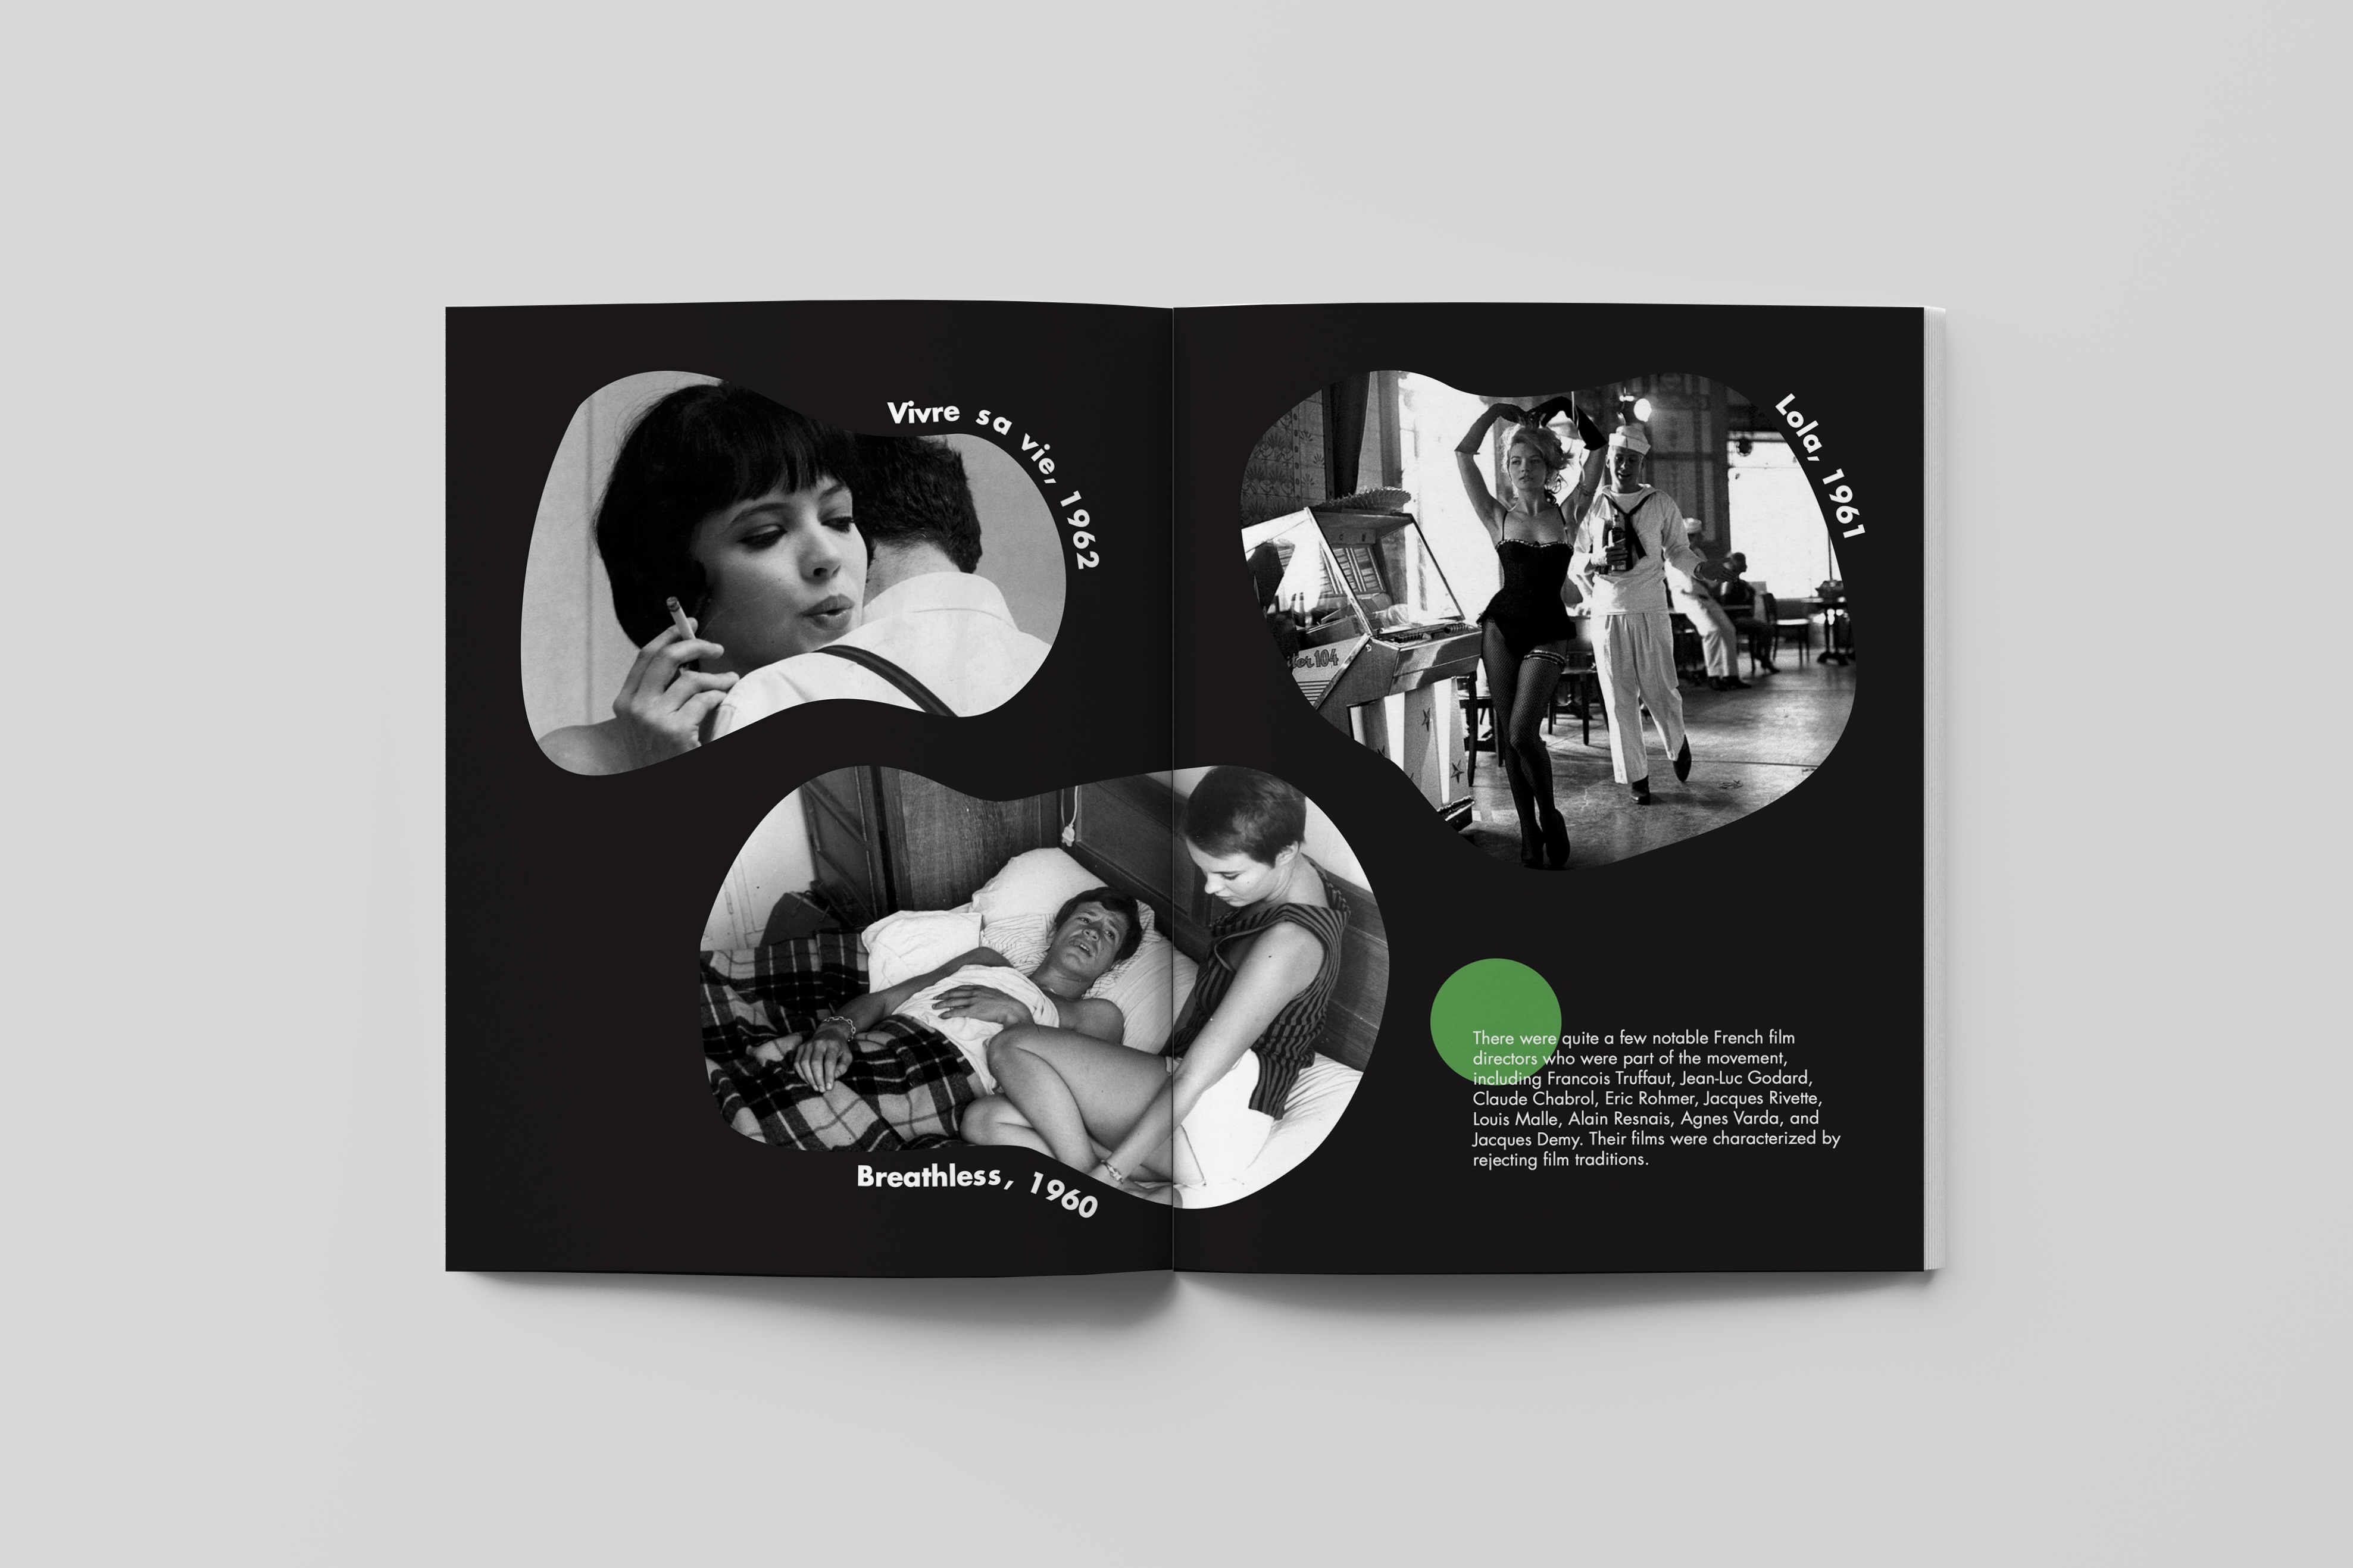 Vivre sa vie, 1962
Lola, 1961
ter 104
Breathless, 1960
There were quite a few notable French film
directors who were part of the movement,
including Francois Truffaut, Jean-Luc Godard,
Claude Chabrol, Eric Rohmer, Jacques Rivette,
Louis Malle, Alain Resnais, Agnes Varda, and
Jacques Demy. Their films were characterized by
rejecting film traditions.